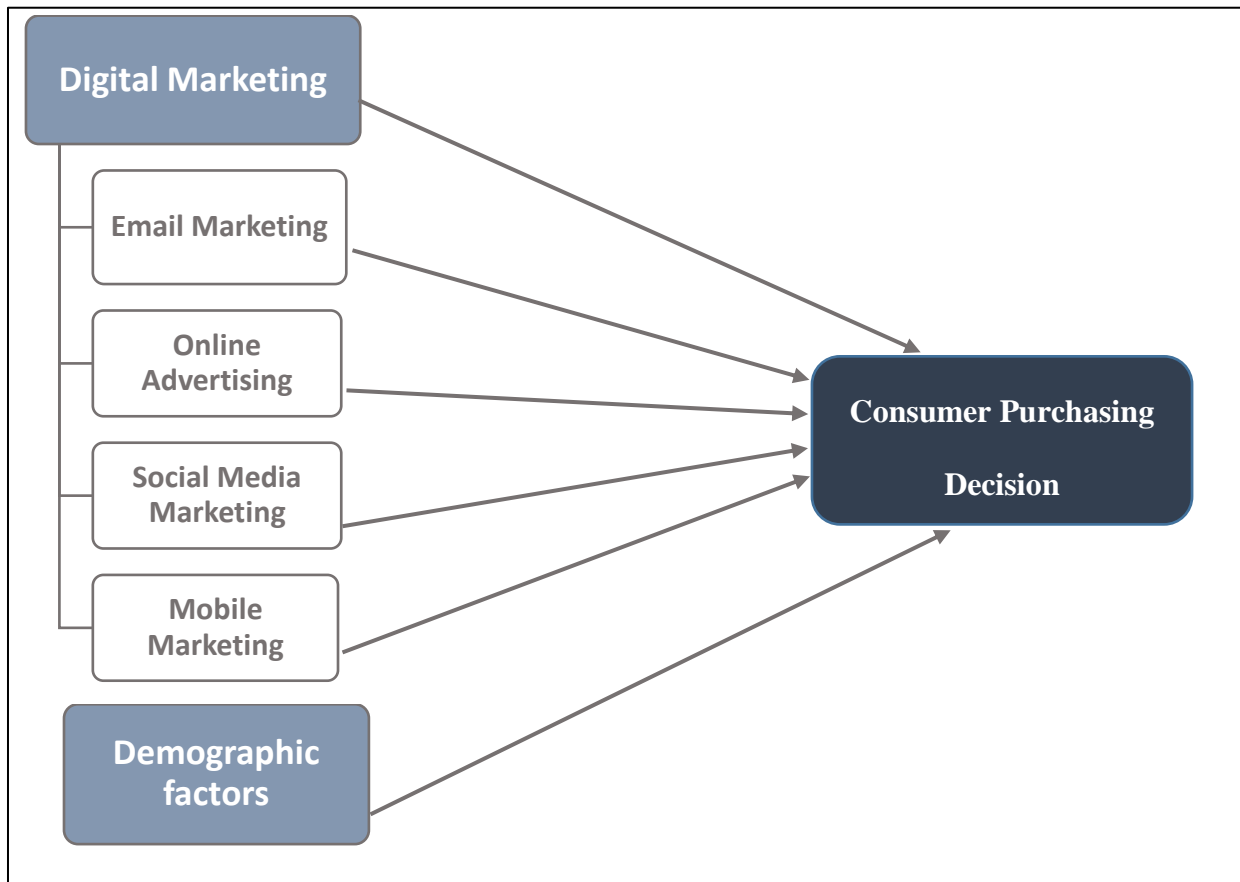 Digital Marketing
Email Marketing
Online
Advertising
Social Media
Marketing
Mobile
Marketing
Demographic
factors
Consumer Purchasing
Decision